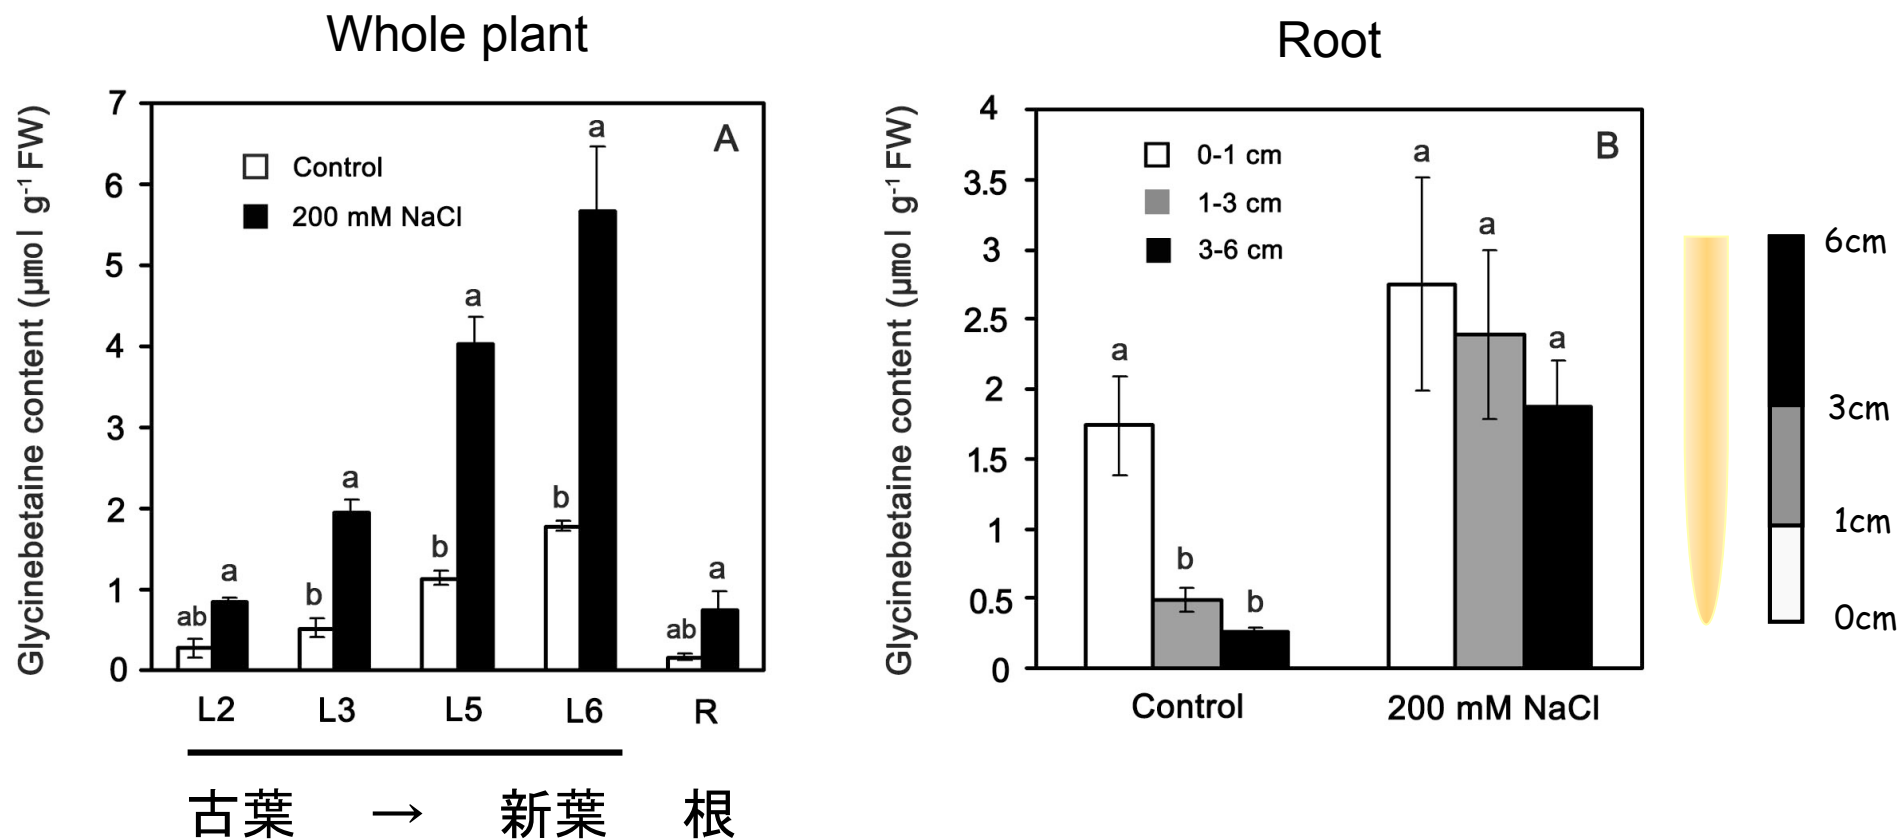 Whole plant
Glycinebetaine content (μmol g-1 FW)
7
6
5
4
3
2
1
0
A
Control
200 mM NaCl
ab
a
b
a
b
a
b
a
ab
a
L2
L3
L5
L6
R
古葉 → 新葉 根
Root
Glycinebetaine content (μmol g-1 FW)
4
3.5
3
2.5
2
1.5
1
0.5
0
B
0-1 cm
1-3 cm
3-6 cm
a
b
b
a
a
a
Control
200 mM NaCl
6cm
3cm
1cm
0cm